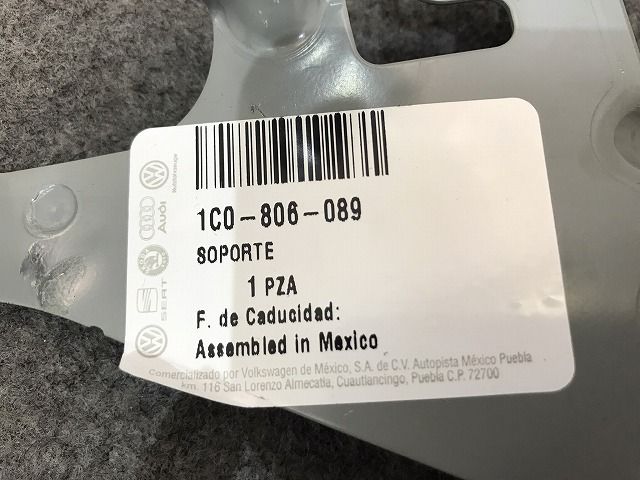 1C0-806-089
SOPORTE
1 PZA
F. de Caducidad:
Assembled in Mexico
Comercializado por Volkswagen de México, S.A. de C.V. Autopista México Puebla
km. 116 San Lorenzo Almecatla, Cuautlancingo, Puebla C.P. 72700
Audi
SEAT